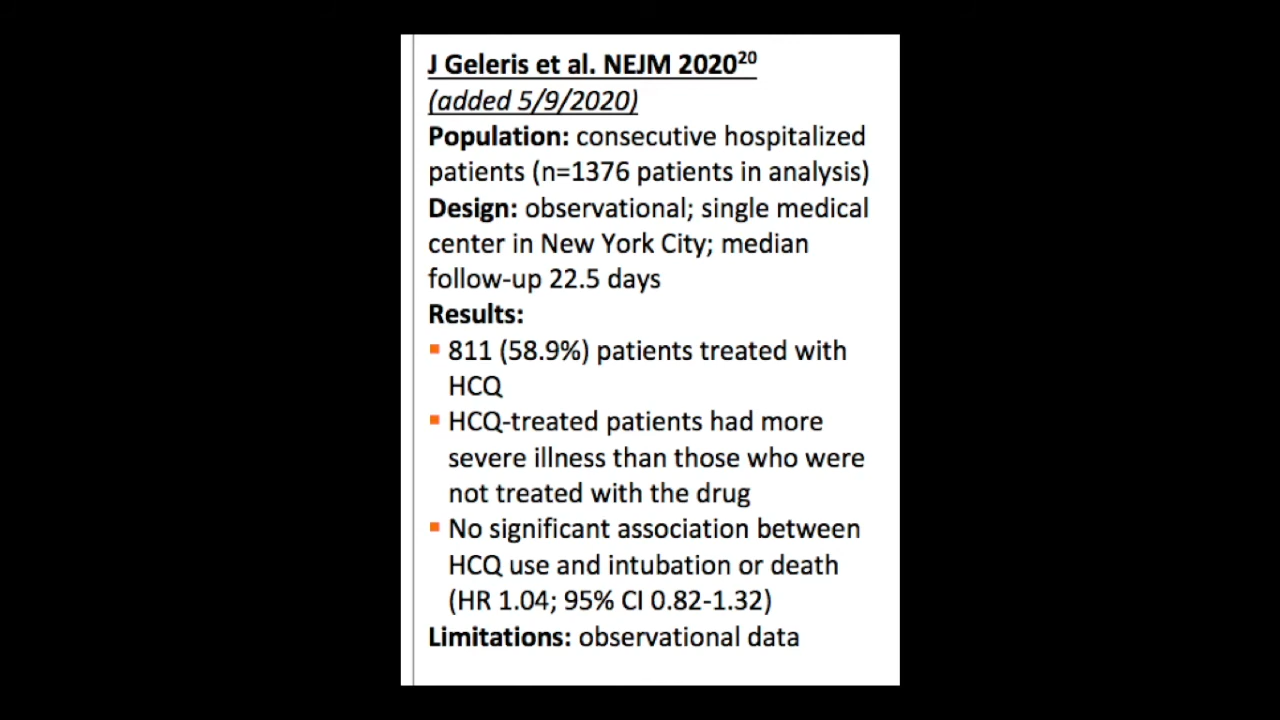 J Geleris et al. NEJM 2020²⁰
(added 5/9/2020)
Population: consecutive hospitalized
patients (n=1376 patients in analysis)
Design: observational; single medical
center in New York City; median
follow-up 22.5 days
Results:
▪ 811 (58.9%) patients treated with
HCQ
▪ HCQ-treated patients had more
severe illness than those who were
not treated with the drug
▪ No significant association between
HCQ use and intubation or death
(HR 1.04; 95% CI 0.82-1.32)
Limitations: observational data